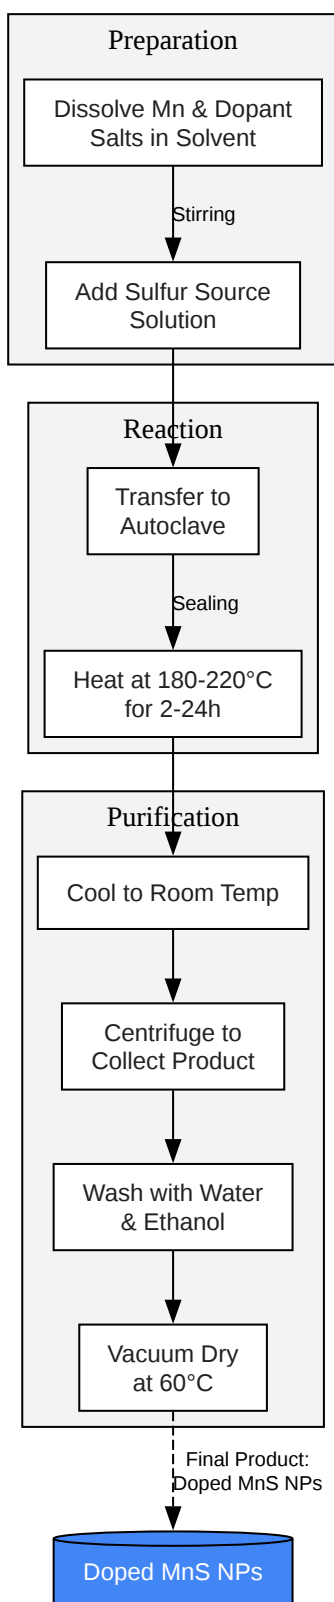 Preparation
Dissolve Mn & Dopant
Salts in Solvent
Stirring
Add Sulfur Source
Solution
Reaction
Transfer to
Autoclave
Sealing
Heat at 180-220°C
for 2-24h
Purification
Cool to Room Temp
Centrifuge to
Collect Product
Wash with Water
& Ethanol
Vacuum Dry
at 60°C
Final Product:
Doped MnS NPs
Doped MnS NPs